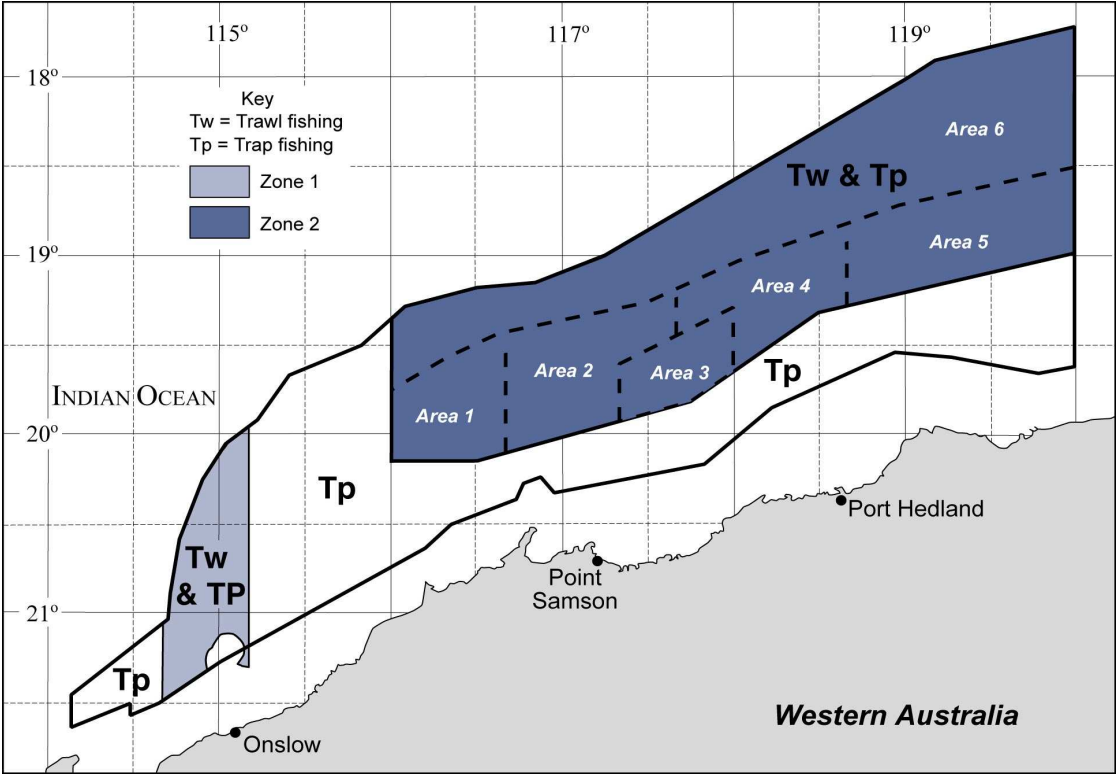 115°
117°
119°
18°
Key
Tw = Trawl fishing
Tp = Trap fishing
Zone 1
Zone 2
Area 6
Tw & Tp
19°
Area 5
Area 4
Area 2
Area 3
Tp
INDIAN OCEAN
Area 1
20°
Tp
Port Hedland
Tw
& TP
Point
Samson
21°
Tp
Western Australia
Onslow